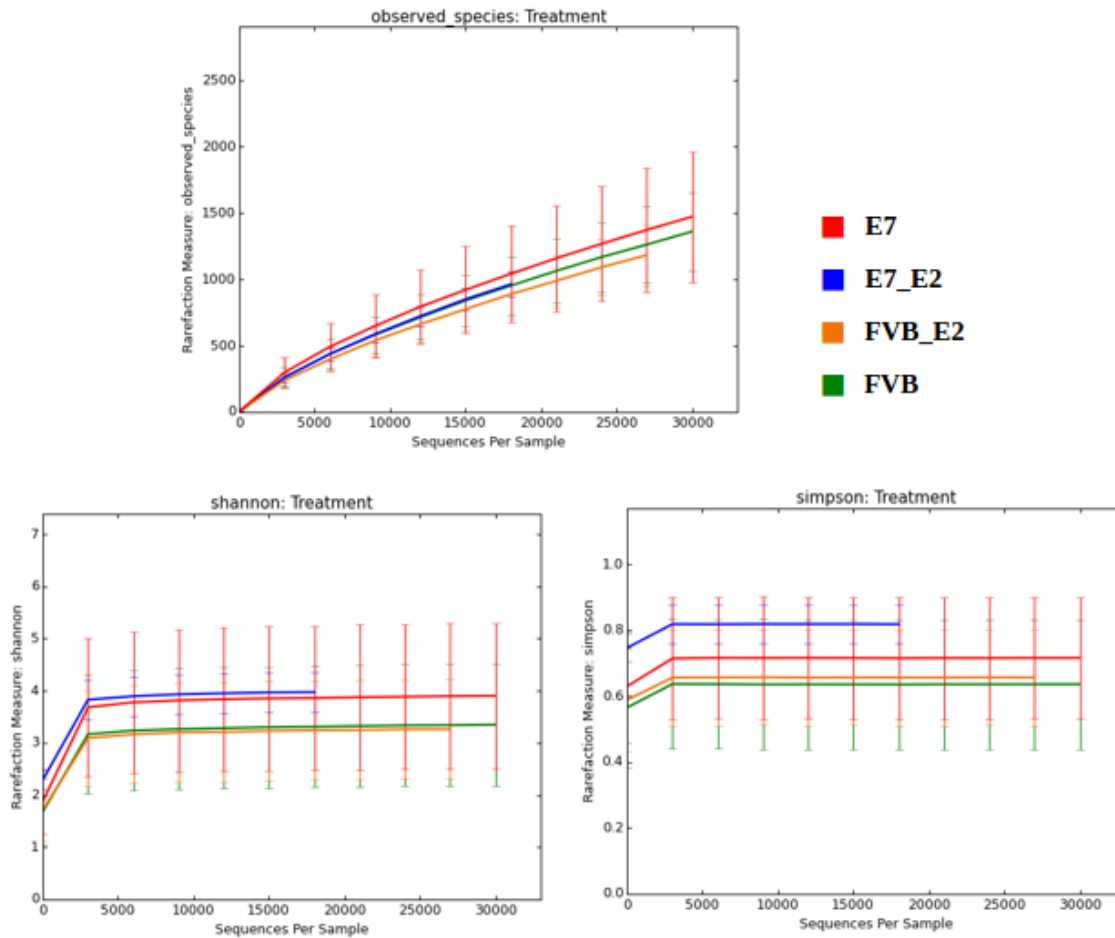 observed_species: Treatment
Rarefaction Measure: observed_species
2500
2000
1500
1000
500
0
0 5000 10000 15000 20000 25000 30000
Sequences Per Sample
E7
E7_E2
FVB_E2
FVB
shannon: Treatment
Rarefaction Measure: shannon
7
6
5
4
3
2
1
0
0 5000 10000 15000 20000 25000 30000
Sequences Per Sample
simpson: Treatment
Rarefaction Measure: simpson
1.0
0.8
0.6
0.4
0.2
0.0
0 5000 10000 15000 20000 25000 30000
Sequences Per Sample